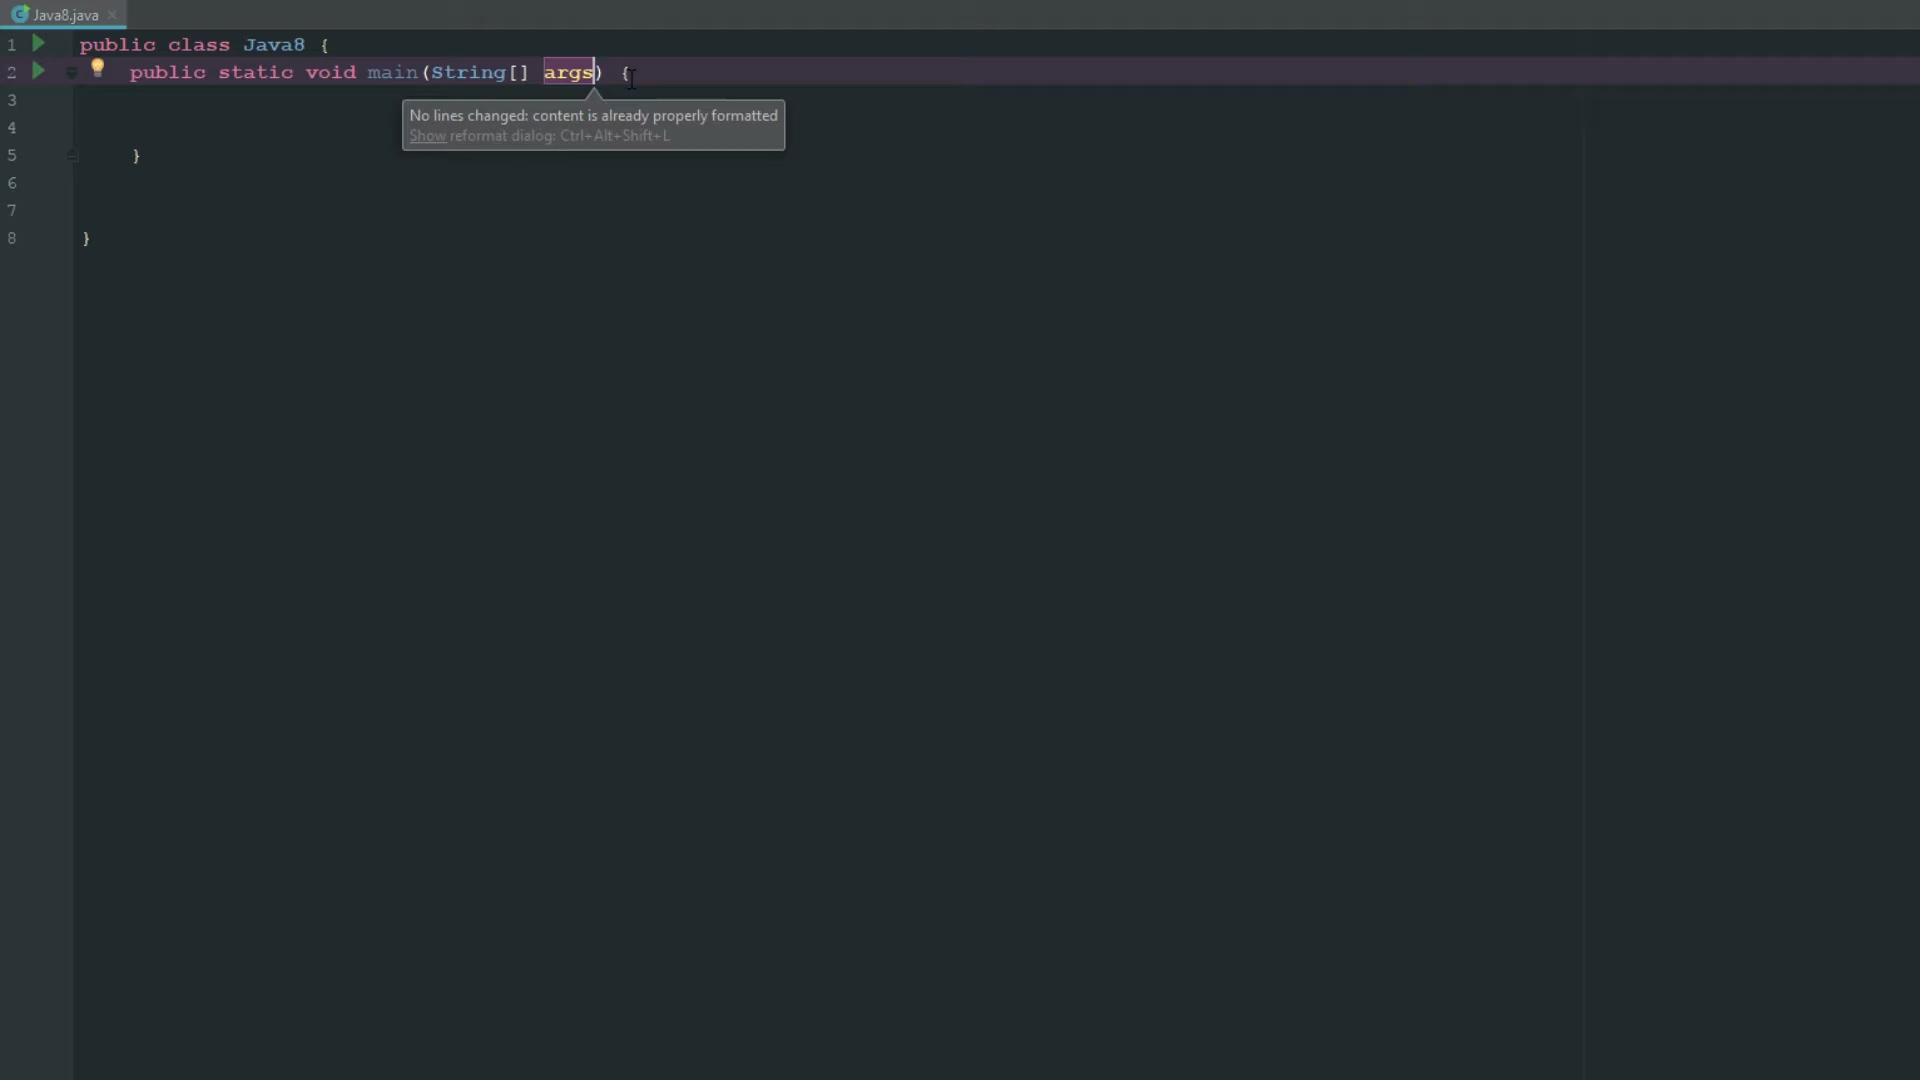 Java8.java
1 public class Java8 {
2 public static void main(String[] args) {
3
No lines changed: content is already properly formatted
4
Show reformat dialog: Ctrl+Alt+Shift+L
5 }
6
7
8 }